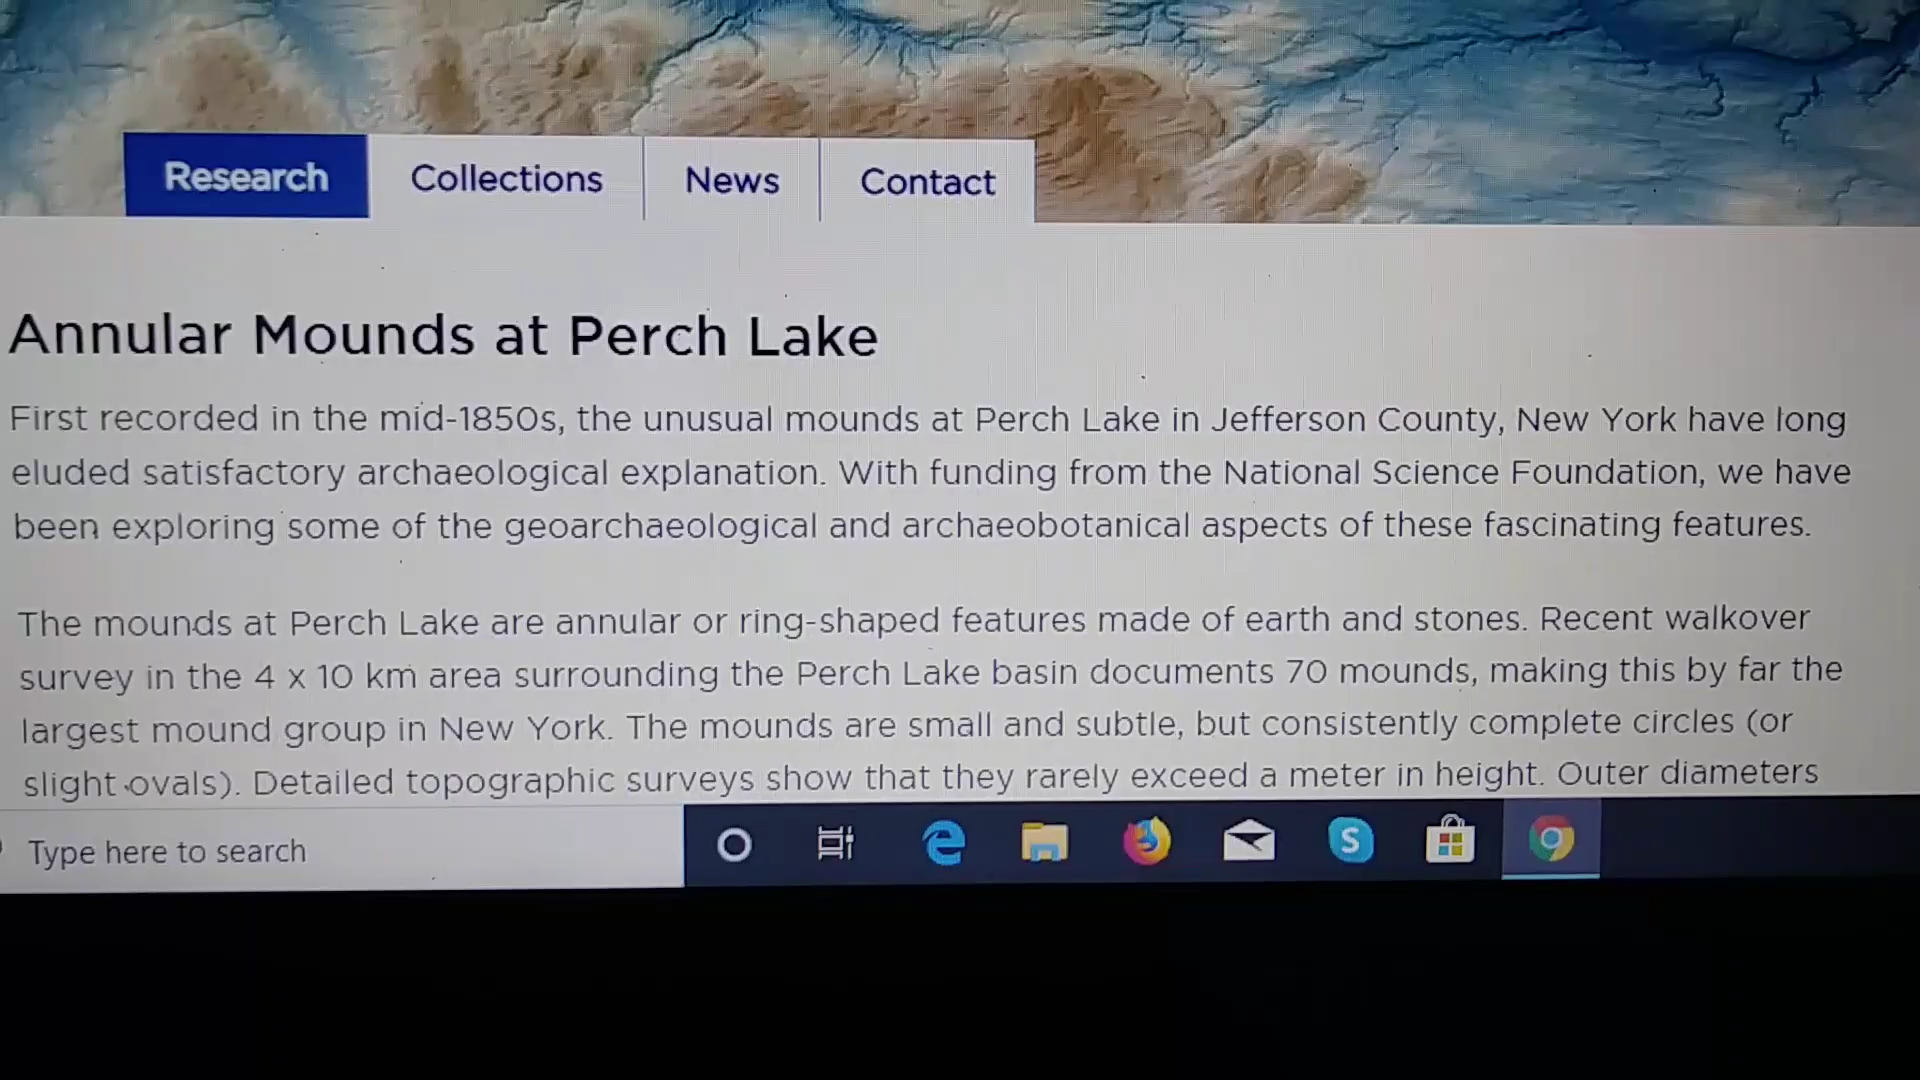 Research Collections News Contact
Annular Mounds at Perch Lake
First recorded in the mid-1850s, the unusual mounds at Perch Lake in Jefferson County, New York have long
eluded satisfactory archaeological explanation. With funding from the National Science Foundation, we have
been exploring some of the geoarchaeological and archaeobotanical aspects of these fascinating features.
The mounds at Perch Lake are annular or ring-shaped features made of earth and stones. Recent walkover
survey in the 4 x 10 km area surrounding the Perch Lake basin documents 70 mounds, making this by far the
largest mound group in New York. The mounds are small and subtle, but consistently complete circles (or
slight ovals). Detailed topographic surveys show that they rarely exceed a meter in height. Outer diameters
Type here to search